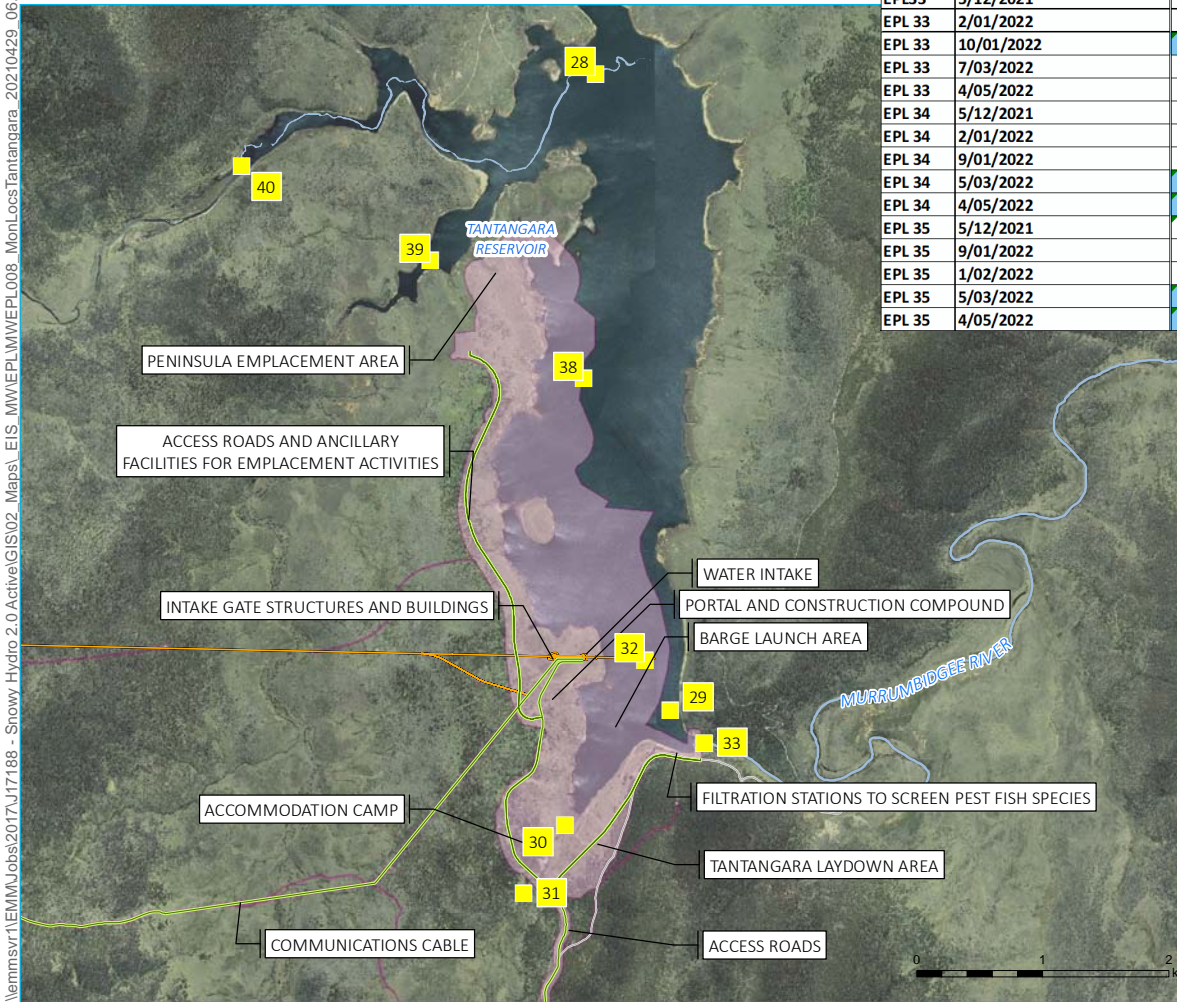 \\emmsvr1\EMM\Jobs\2017\J17188 - Snowy Hydro 2.0 Active\GIS\02_Maps\_EIS_MW\EPL\MWEPL008_MonLocsTantangara_20210429_06
EPL33 5/12/2021
EPL 33 2/01/2022
EPL 33 10/01/2022
EPL 33 7/03/2022
EPL 33 4/05/2022
EPL 34 5/12/2021
EPL 34 2/01/2022
EPL 34 9/01/2022
EPL 34 5/03/2022
EPL 34 4/05/2022
EPL 35 5/12/2021
EPL 35 9/01/2022
EPL 35 1/02/2022
EPL 35 5/03/2022
EPL 35 4/05/2022
28
40
39
TANTANGARA
RESERVOIR
PENINSULA EMPLACEMENT AREA
38
ACCESS ROADS AND ANCILLARY
FACILITIES FOR EMPLACEMENT ACTIVITIES
WATER INTAKE
INTAKE GATE STRUCTURES AND BUILDINGS
PORTAL AND CONSTRUCTION COMPOUND
BARGE LAUNCH AREA
32
MURRUMBIDGEE RIVER
29
33
FILTRATION STATIONS TO SCREEN PEST FISH SPECIES
ACCOMMODATION CAMP
30
TANTANGARA LAYDOWN AREA
31
COMMUNICATIONS CABLE
ACCESS ROADS
0 1 2